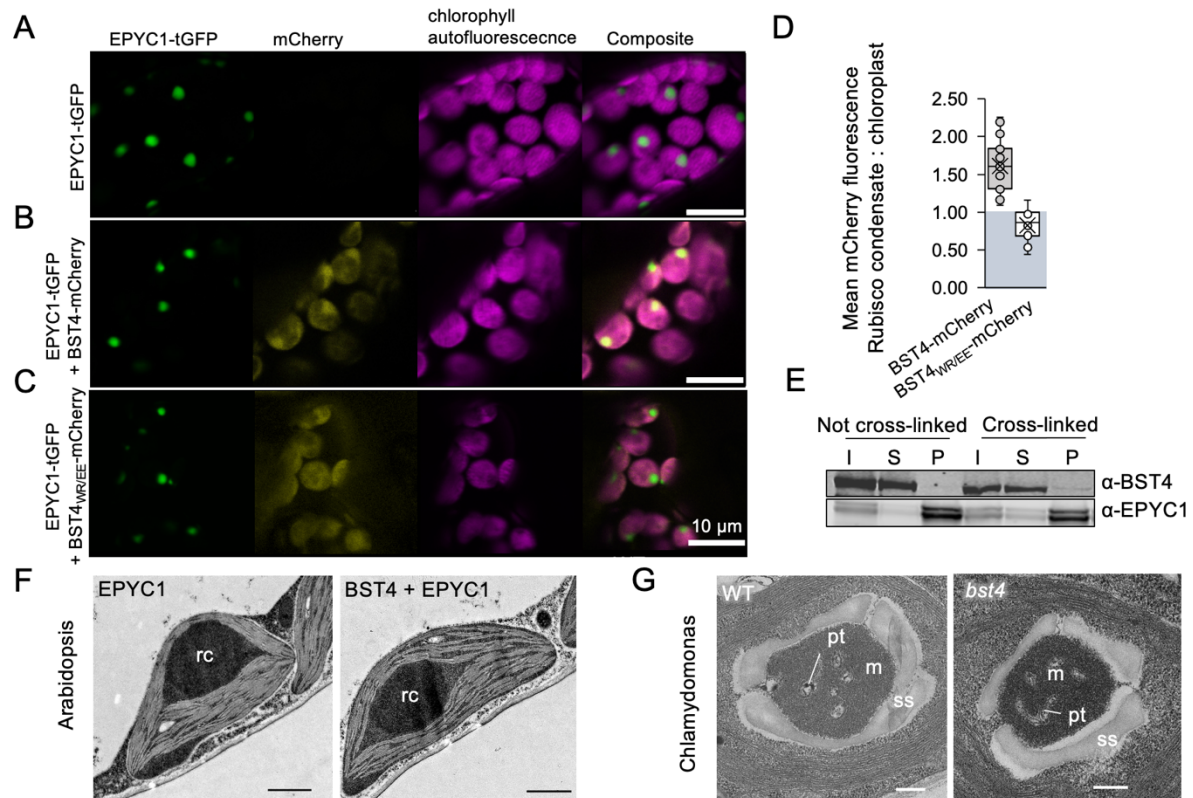 A
EPYC1-tGFP
mCherry
chlorophyll
autofluorescecnce
Composite
EPYC1-tGFP
B
EPYC1-tGFP
+ BST4-mCherry
C
EPYC1-tGFP
+ BST4WR/EE-mCherry
10 µm
D
Mean mCherry fluorescence
Rubisco condensate : chloroplast
2.50
2.00
1.50
1.00
0.50
0.00
BST4-mCherry
BST4WR/EE-mCherry
E
Not cross-linked Cross-linked
I S P I S P
α-BST4
α-EPYC1
F
Arabidopsis
EPYC1
rc
BST4 + EPYC1
rc
G
Chlamydomonas
WT
pt
m
ss
bst4
m
pt
ss